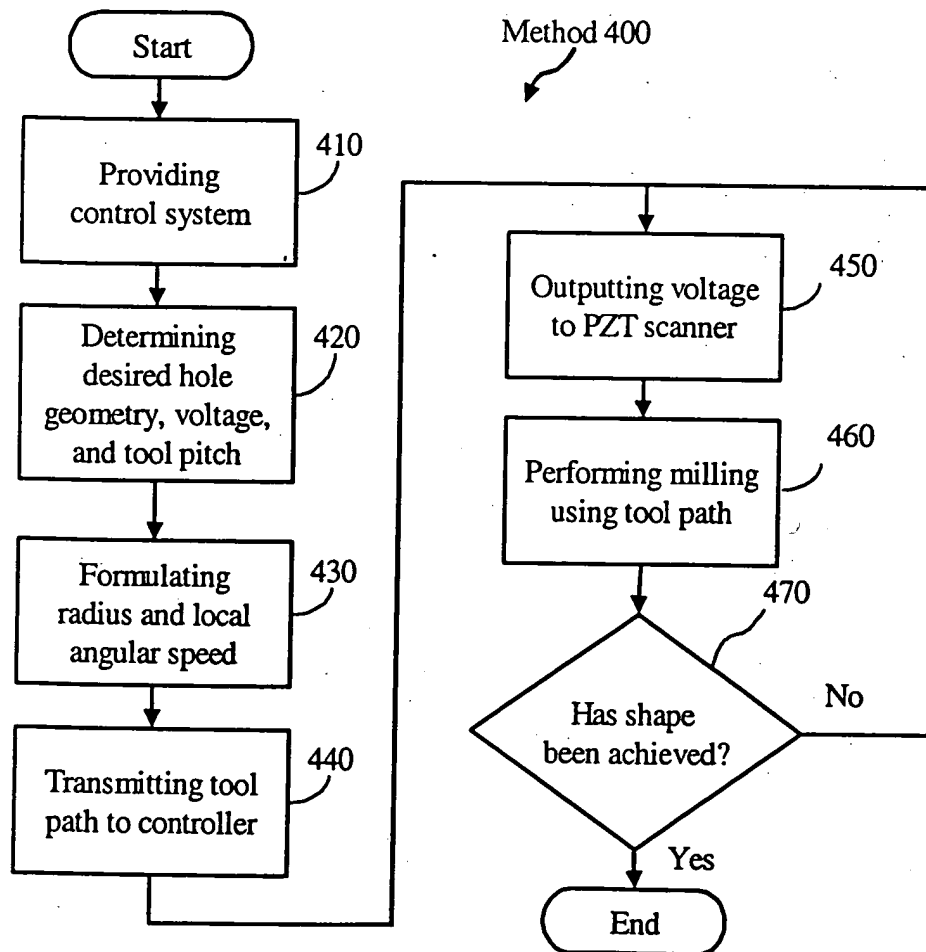 Method 400
Start
410
Providing
control system
420
Determining
desired hole
geometry, voltage,
and tool pitch
430
Formulating
radius and local
angular speed
440
Transmitting tool
path to controller
450
Outputting voltage
to PZT scanner
460
Performing milling
using tool path
470
Has shape
been achieved?
No
Yes
End